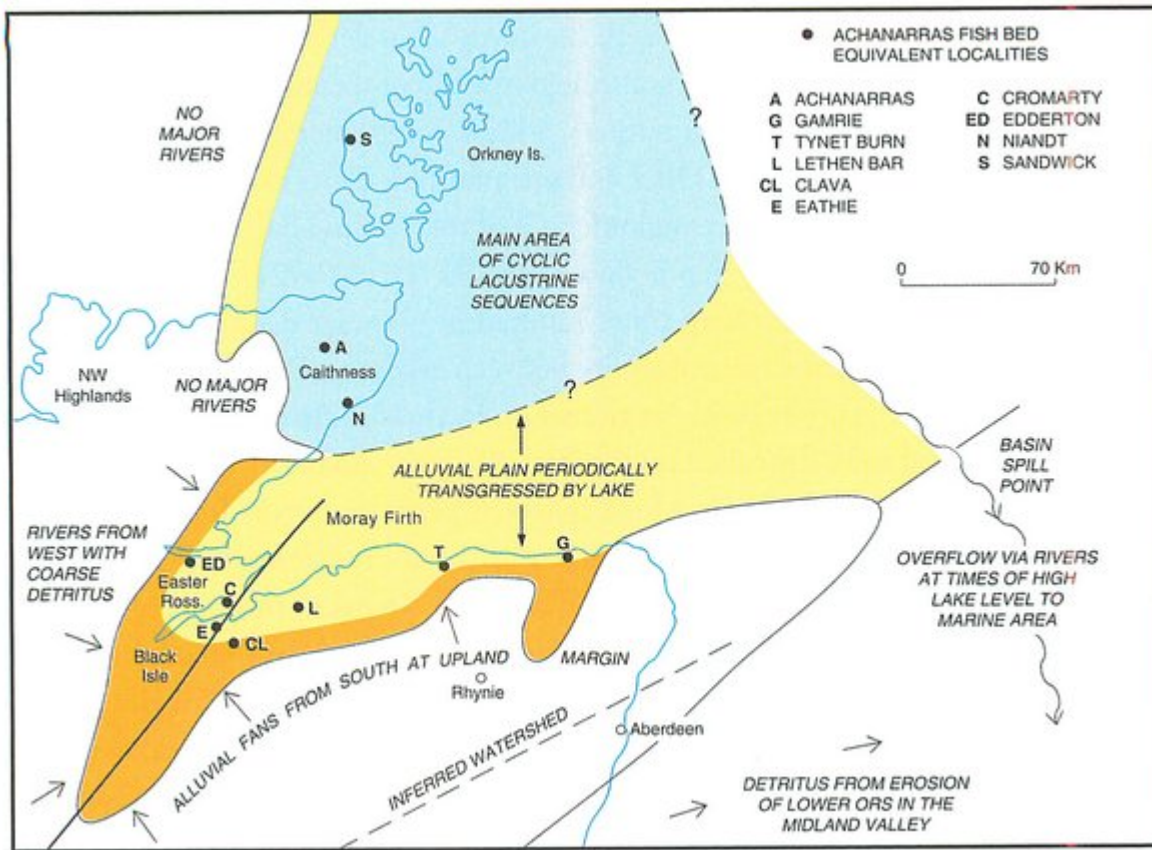 ACHANARRAS FISH BED
EQUIVALENT LOCALITIES
A ACHANARRAS
G GAMRIE
T TYNET BURN
L LETHEN BAR
CL CLAVA
E EATHIE
C CROMARTY
ED EDDERTON
N NIANDT
S SANDWICK
0 70 Km
NO
MAJOR
RIVERS
S
Orkney Is.
?
MAIN AREA
OF CYCLIC
LACUSTRINE
SEQUENCES
NW
Highlands
NO MAJOR
RIVERS
A
Caithness
N
?
ALLUVIAL PLAIN PERIODICALLY
TRANSGRESSED BY LAKE
BASIN
SPILL
POINT
OVERFLOW VIA RIVERS
AT TIMES OF HIGH
LAKE LEVEL TO
MARINE AREA
RIVERS FROM
WEST WITH
COARSE
DETRITUS
Moray Firth
ED
Easter
Ross.
C
L
T
G
E
CL
Black
Isle
ALLUVIAL FANS FROM SOUTH AT UPLAND MARGIN
Rhynie
INFERRED WATERSHED
Aberdeen
DETRITUS FROM EROSION
OF LOWER ORS IN THE
MIDLAND VALLEY